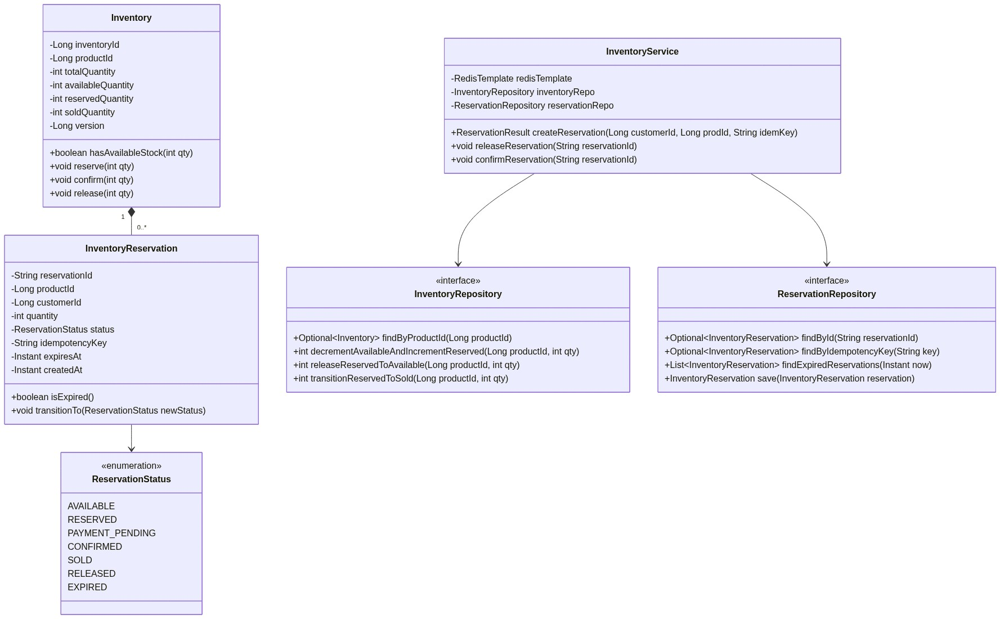 Inventory
-Long inventoryId
-Long productId
-int totalQuantity
-int availableQuantity
-int reservedQuantity
-int soldQuantity
-Long version
+boolean hasAvailableStock(int qty)
+void reserve(int qty)
+void confirm(int qty)
+void release(int qty)
1
0..*
InventoryReservation
-String reservationId
-Long productId
-Long customerId
-int quantity
-ReservationStatus status
-String idempotencyKey
-Instant expiresAt
-Instant createdAt
+boolean isExpired()
+void transitionTo(ReservationStatus newStatus)
«enumeration»
ReservationStatus
AVAILABLE
RESERVED
PAYMENT_PENDING
CONFIRMED
SOLD
RELEASED
EXPIRED
InventoryService
-RedisTemplate redisTemplate
-InventoryRepository inventoryRepo
-ReservationRepository reservationRepo
+ReservationResult createReservation(Long customerId, Long prodId, String idemKey)
+void releaseReservation(String reservationId)
+void confirmReservation(String reservationId)
«interface»
InventoryRepository
+Optional<Inventory> findByProductId(Long productId)
+int decrementAvailableAndIncrementReserved(Long productId, int qty)
+int releaseReservedToAvailable(Long productId, int qty)
+int transitionReservedToSold(Long productId, int qty)
«interface»
ReservationRepository
+Optional<InventoryReservation> findById(String reservationId)
+Optional<InventoryReservation> findByIdempotencyKey(String key)
+List<InventoryReservation> findExpiredReservations(Instant now)
+InventoryReservation save(InventoryReservation reservation)